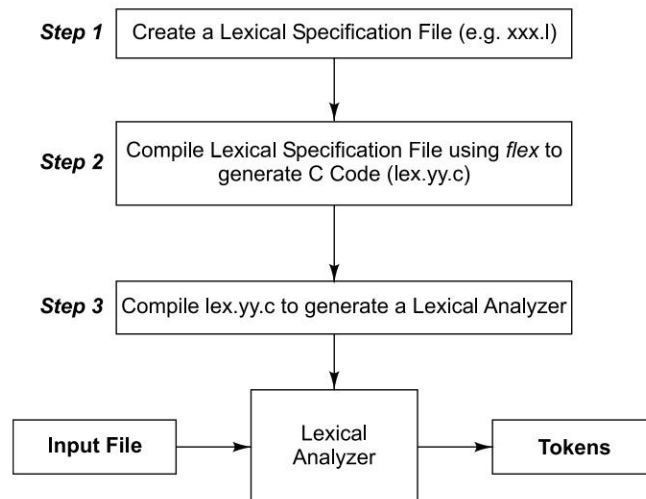 Step 1
Create a Lexical Specification File (e.g. xxx.l)
Step 2
Compile Lexical Specification File using flex to
generate C Code (lex.yy.c)
Step 3
Compile lex.yy.c to generate a Lexical Analyzer
Input File
Lexical
Analyzer
Tokens